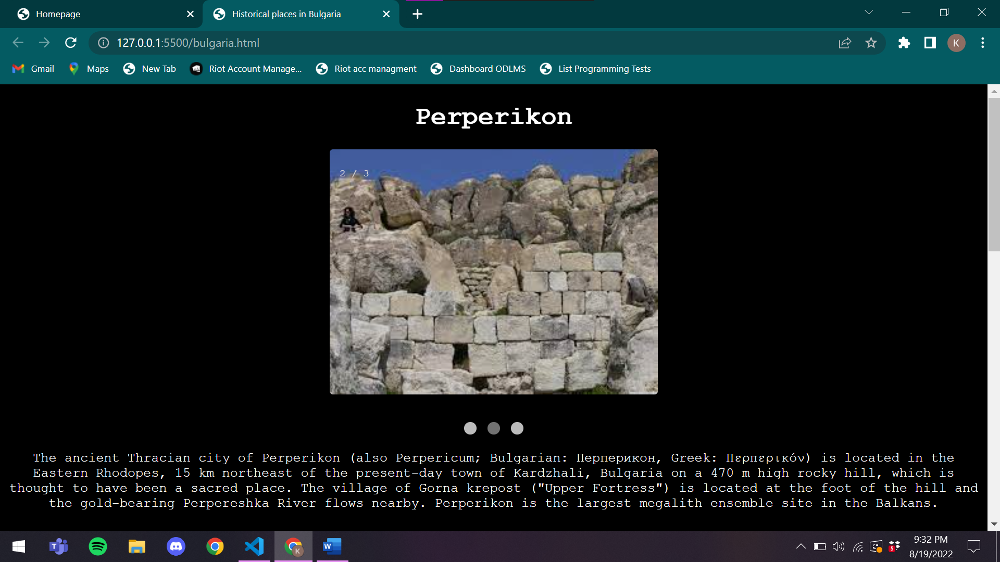 Homepage
Historical places in Bulgaria
127.0.0.1:5500/bulgaria.html
K
Gmail
Maps
New Tab
Riot Account Manage...
Riot acc managment
Dashboard ODLMS
List Programming Tests
Perperikon
2 / 3
The ancient Thracian city of Perperikon (also Perpericum; Bulgarian: Перперикон, Greek: Περπερικόν) is located in the
Eastern Rhodopes, 15 km northeast of the present-day town of Kardzhali, Bulgaria on a 470 m high rocky hill, which is
thought to have been a sacred place. The village of Gorna krepost ("Upper Fortress") is located at the foot of the hill and
the gold-bearing Perpereshka River flows nearby. Perperikon is the largest megalith ensemble site in the Balkans.
T
K
W
5
9:32 PM
8/19/2022